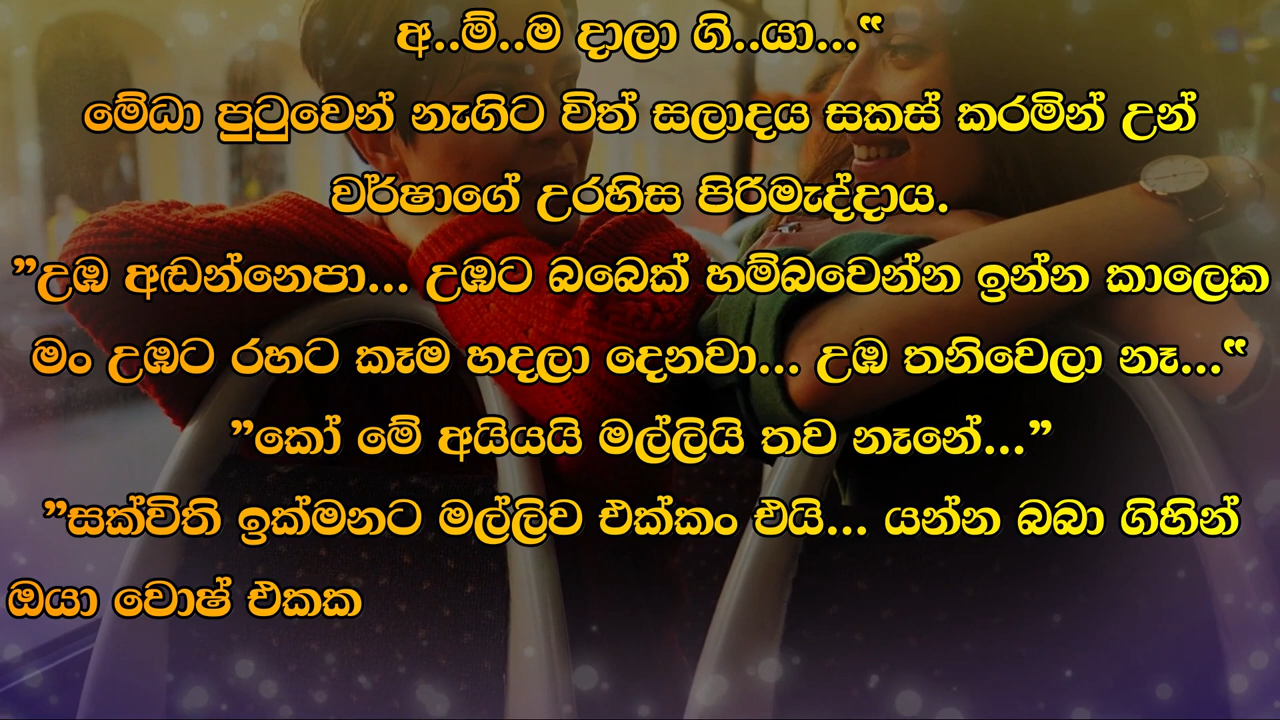 අ..ම්..ම දාලා ගි..යා...“
මේධා පුටුවෙන් නැගිට විත් සලාදය සකස් කරමින් උන්
වර්ෂාගේ උරහිස පිරිමැද්දාය.
”උඹ අඬන්නෙපා... උඹට බබෙක් හම්බවෙන්න ඉන්න කාලෙක
මං උඹට රහට කෑම හදලා දෙනවා... උඹ තනිවෙලා නෑ...“
”කෝ මේ අයියයි මල්ලියි තව නෑනේ...”
”සක්විති ඉක්මනට මල්ලිව එක්කං එයි... යන්න බබා ගිහින්
ඔයා වොෂ් එකක